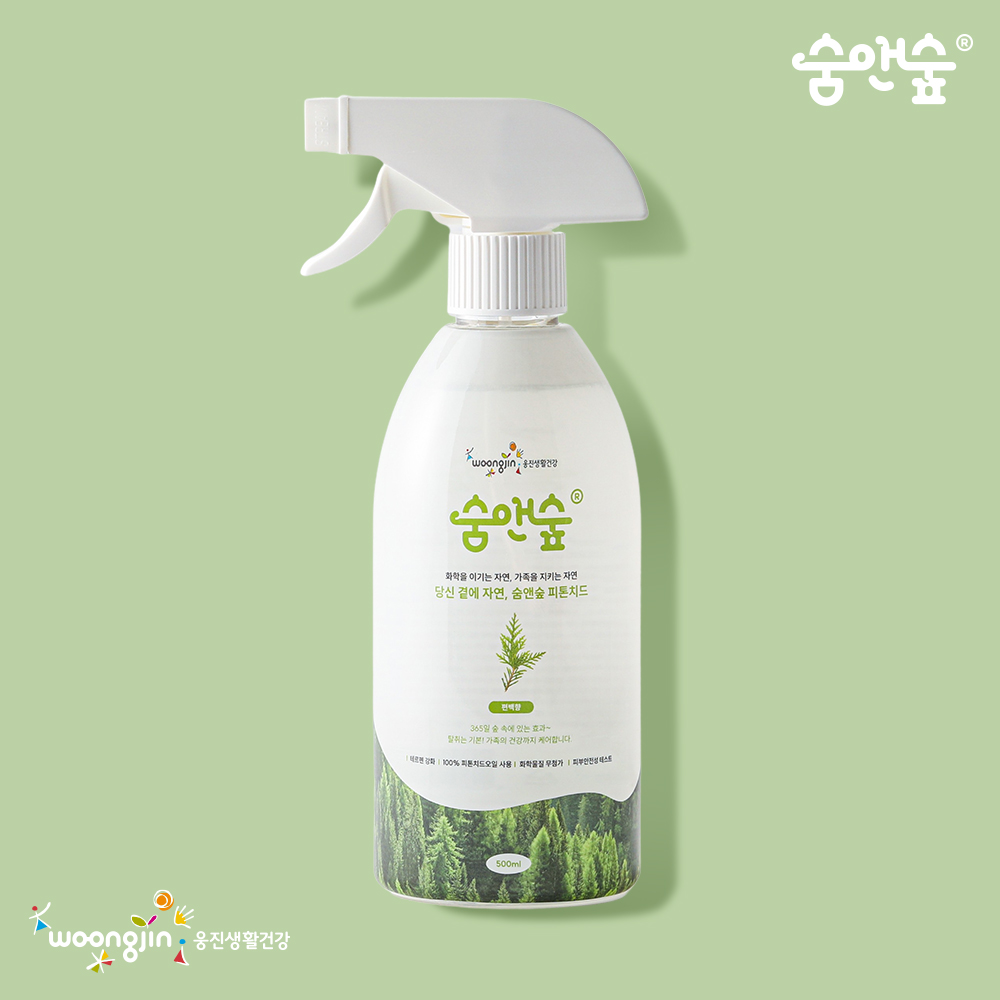 숨앤숲®
woongjin 웅진생활건강
숨앤숲®
화학을 이기는 자연, 가족을 지키는 자연
당신 곁에 자연, 숨앤숲 피톤치드
편백향
365일 숲 속에 있는 효과~
탈취는 기본! 가족의 건강까지 케어합니다.
| 테르펜 강화 | 100% 피톤치드오일 사용 | 화학물질 무첨가 | 피부안전성 테스트
500ml
woongjin 웅진생활건강